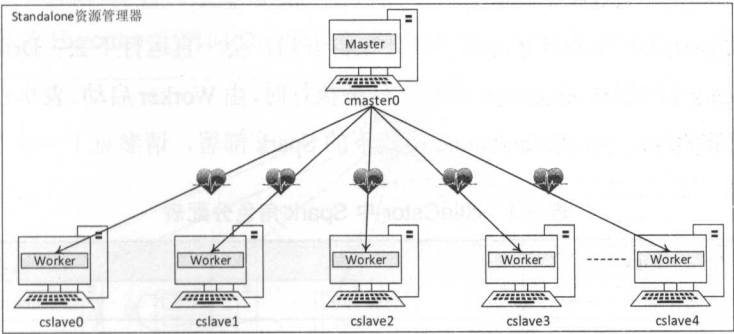 Standalone资源管理器
Master
cmaster0
Worker
Worker
Worker
Worker
Worker
cslave0
cslave1
cslave2
cslave3
cslave4